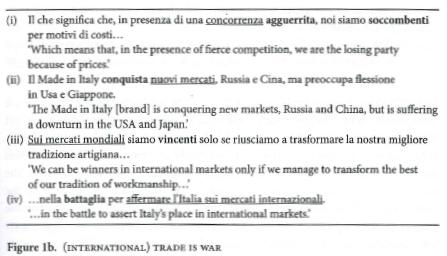 (i) Il che significa che, in presenza di una concorrenza agguerrita, noi siamo soccombenti
per motivi di costi…
'Which means that, in the presence of fierce competition, we are the losing party
because of prices.'
(ii) Il Made in Italy conquista nuovi mercati, Russia e Cina, ma preoccupa flessione
in Usa e Giappone.
'The Made in Italy [brand] is conquering new markets, Russia and China, but is suffering
a downturn in the USA and Japan.'
(iii) Sui mercati mondiali siamo vincenti solo se riusciamo a trasformare la nostra migliore
tradizione artigiana…
'We can be winners in international markets only if we manage to transform the best
of our tradition of workmanship…'
(iv) …nella battaglia per affermare l'Italia sui mercati internazionali.
'…in the battle to assert Italy's place in international markets.'
Figure 1b. (INTERNATIONAL) TRADE IS WAR